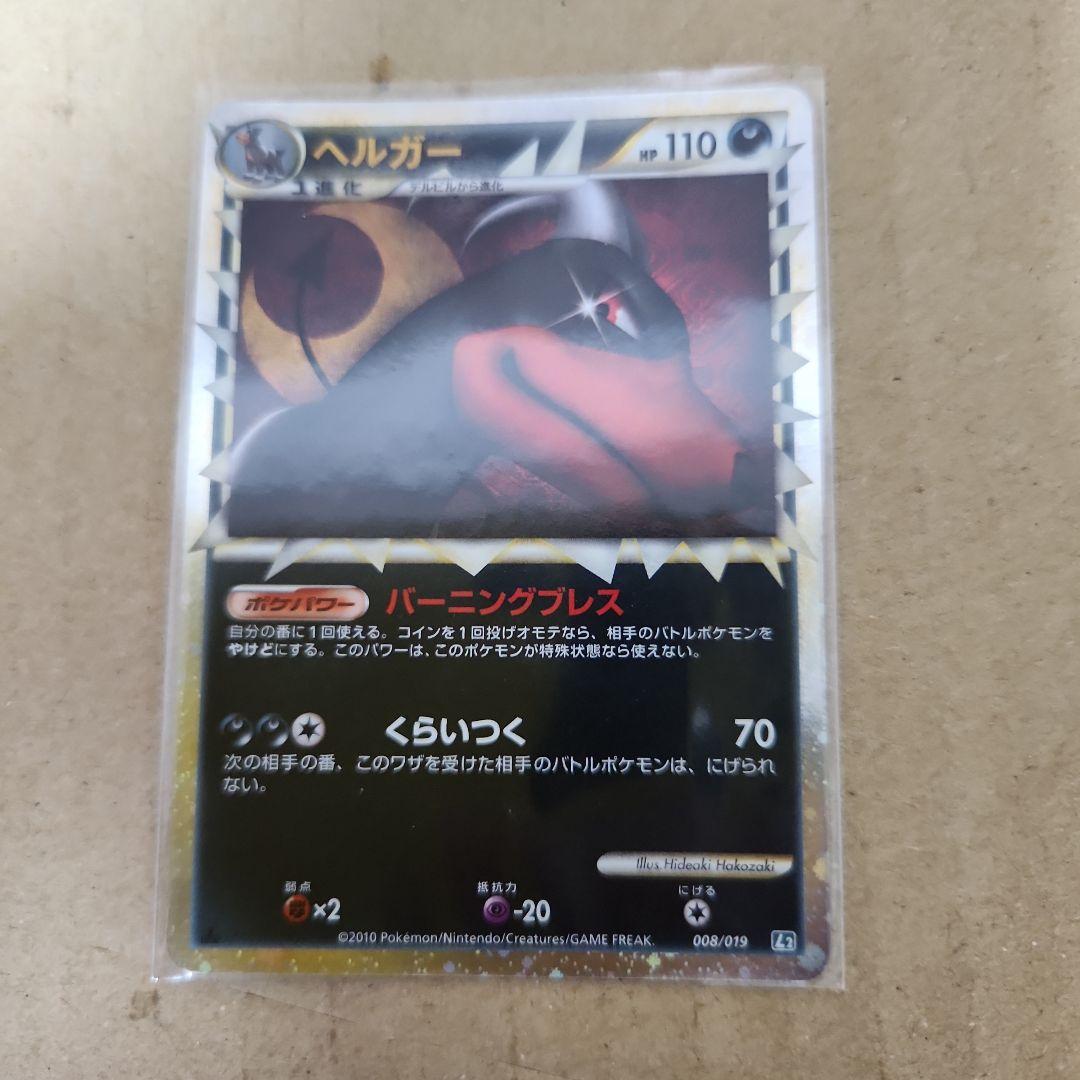 ヘルガー HP 110
1進化 デルビルから進化
ポケパワー バーニングブレス
自分の番に1回使える。コインを1回投げオモテなら、相手のバトルポケモンを
やけどにする。このパワーは、このポケモンが特殊状態なら使えない。
くらいつく 70
次の相手の番、このワザを受けた相手のバトルポケモンは、にげられ
ない。
Illus. Hideaki Hakozaki
弱点 抵抗力 にげる
×2 -20
©2010 Pokémon/Nintendo/Creatures/GAME FREAK. 008/019 L2